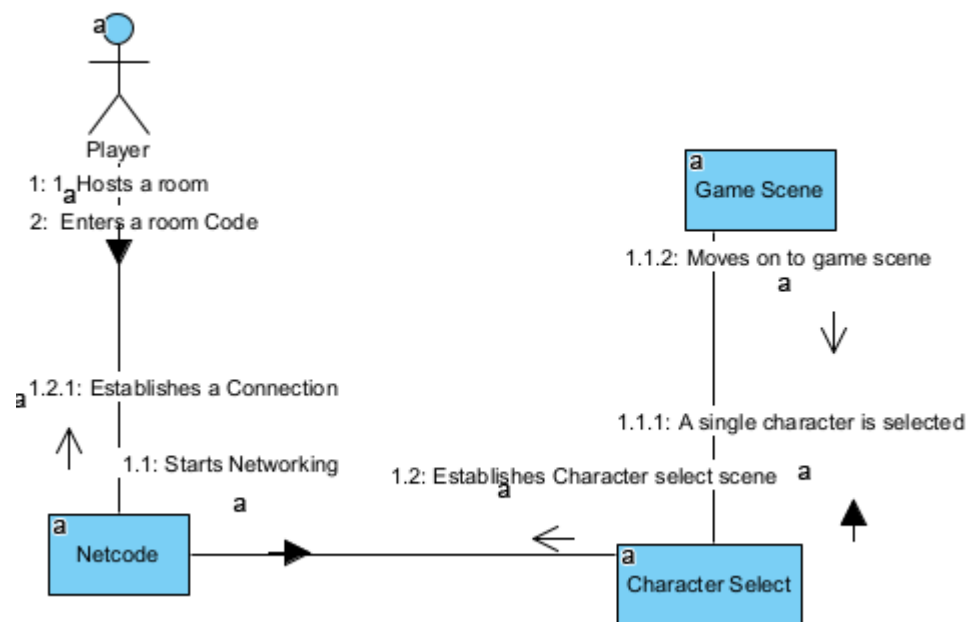 a
Player
1: 1. Hosts a room
a
2: Enters a room Code
a
Game Scene
1.1.2: Moves on to game scene
a
1.2.1: Establishes a Connection
a
1.1.1: A single character is selected
1.1: Starts Networking
a
1.2: Establishes Character select scene
a
a
a
Netcode
a
Character Select